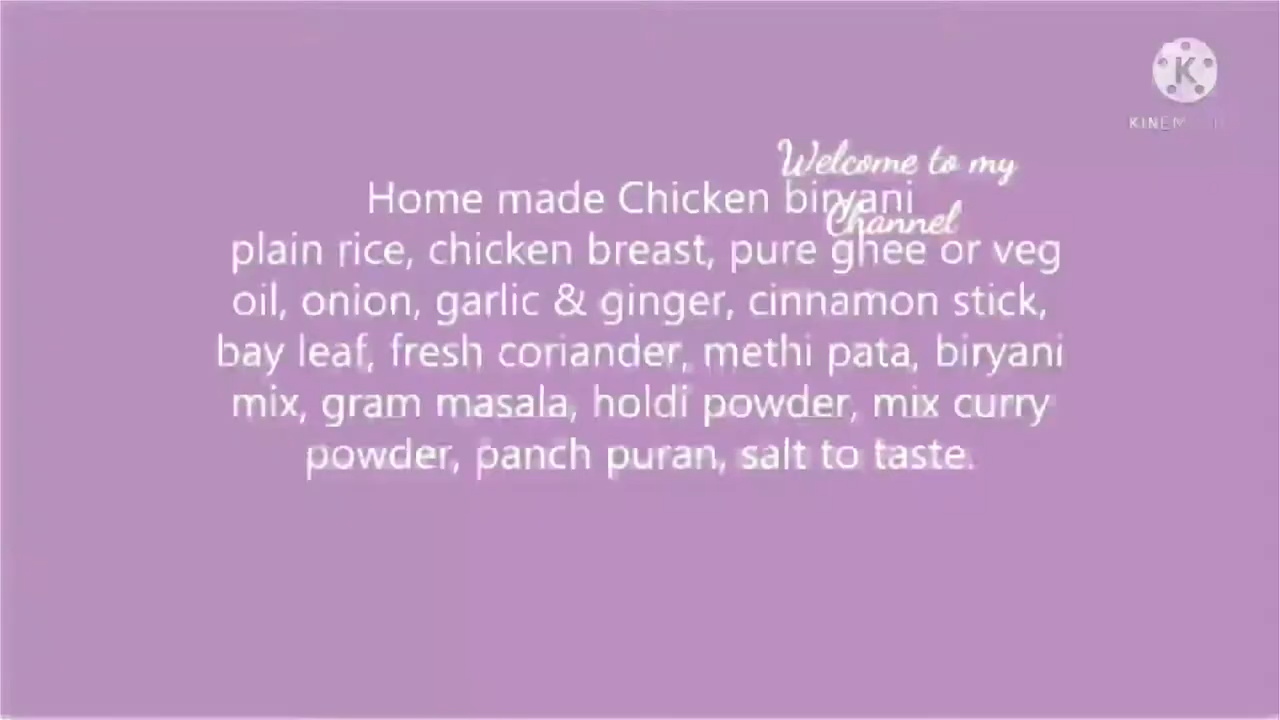 KINEM
Welcome to my
Channel
Home made Chicken biryani
plain rice, chicken breast, pure ghee or veg
oil, onion, garlic & ginger, cinnamon stick,
bay leaf, fresh coriander, methi pata, biryani
mix, gram masala, holdi powder, mix curry
powder, panch puran, salt to taste.